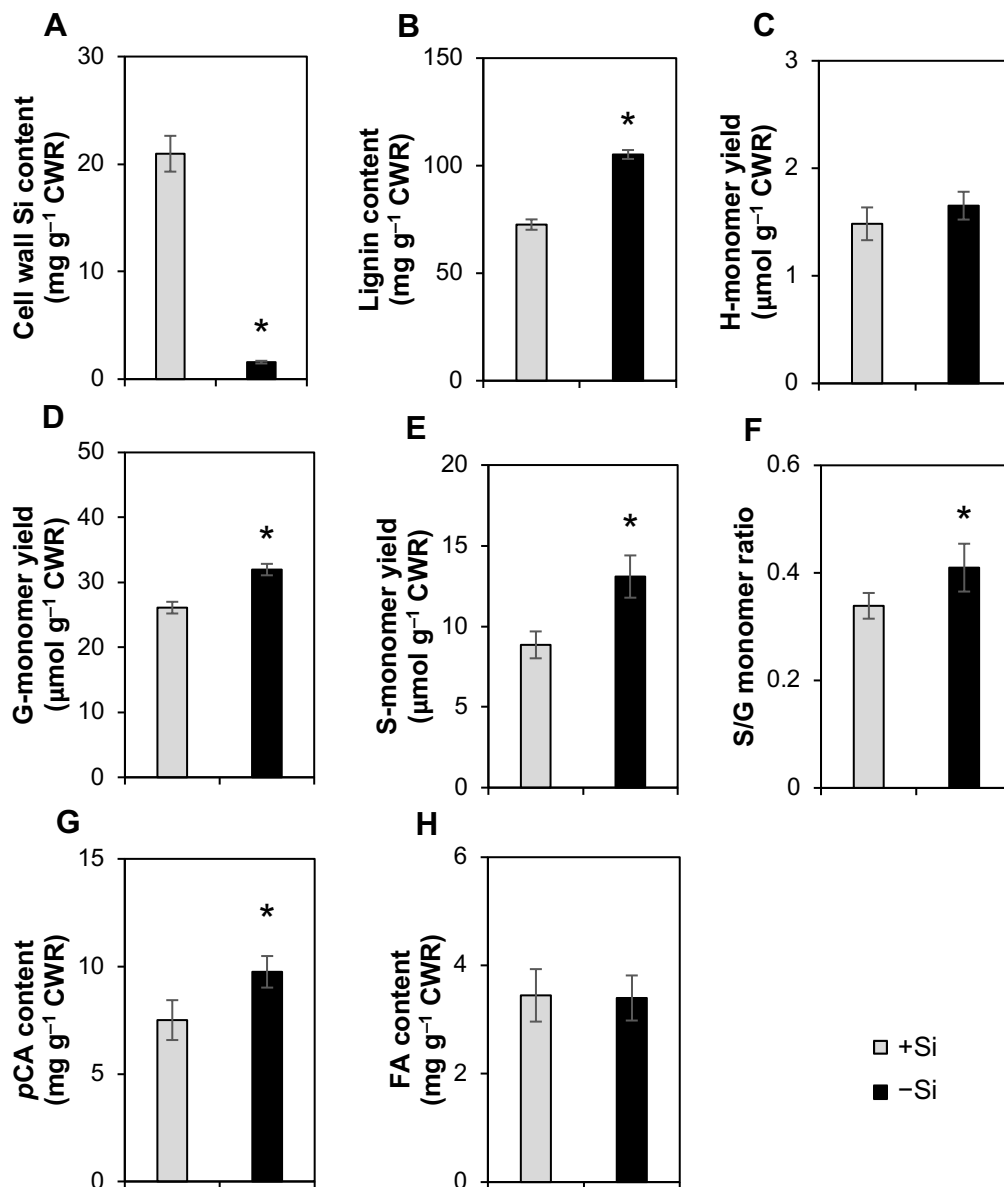 A
Cell wall Si content
(mg g⁻¹ CWR)
30
20
10
0
*
B
Lignin content
(mg g⁻¹ CWR)
150
100
50
0
*
C
H-monomer yield
(μmol g⁻¹ CWR)
3
2
1
0
D
G-monomer yield
(μmol g⁻¹ CWR)
50
40
30
20
10
0
*
E
S-monomer yield
(μmol g⁻¹ CWR)
20
15
10
5
0
*
F
S/G monomer ratio
0.6
0.4
0.2
0
*
G
pCA content
(mg g⁻¹ CWR)
15
10
5
0
*
H
FA content
(mg g⁻¹ CWR)
6
4
2
0
+Si
−Si